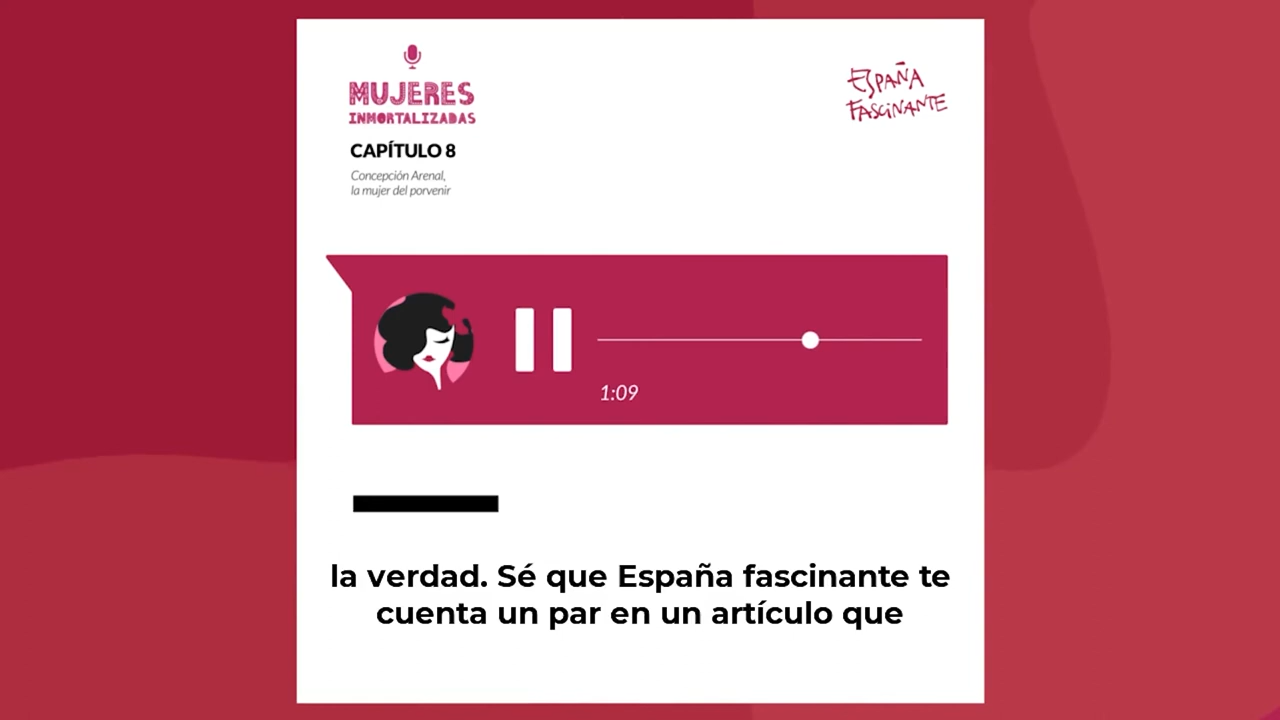 MUJERES
INMORTALIZADAS
CAPÍTULO 8
Concepción Arenal,
la mujer del porvenir
ESPAÑA
FASCINANTE
1:09
la verdad. Sé que España fascinante te
cuenta un par en un artículo que